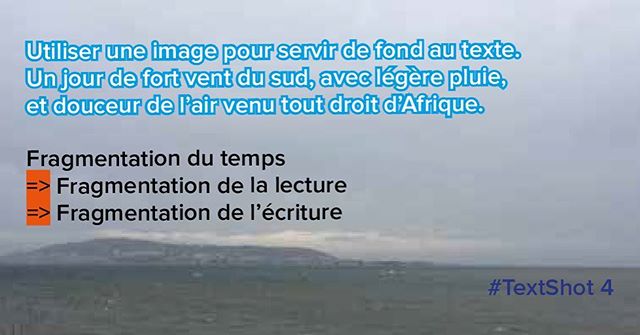 Utiliser une image pour servir de fond au texte.
Un jour de fort vent du sud, avec légère pluie,
et douceur de l'air venu tout droit d'Afrique.
Fragmentation du temps
=> Fragmentation de la lecture
=> Fragmentation de l'écriture
#TextShot 4